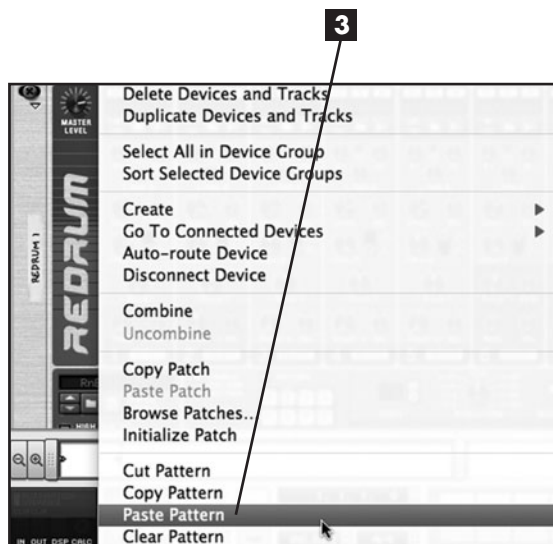 3
Delete Devices and Tracks
Duplicate Devices and Tracks
MASTER
LEVEL
Select All in Device Group
Sort Selected Device Groups
Create
Go To Connected Devices
Auto-route Device
Disconnect Device
REDRUM 1
REDRUM
Combine
Uncombine
Copy Patch
Paste Patch
Browse Patches...
Initialize Patch
Cut Pattern
Copy Pattern
Paste Pattern
Clear Pattern
IN OUT DSP CALC